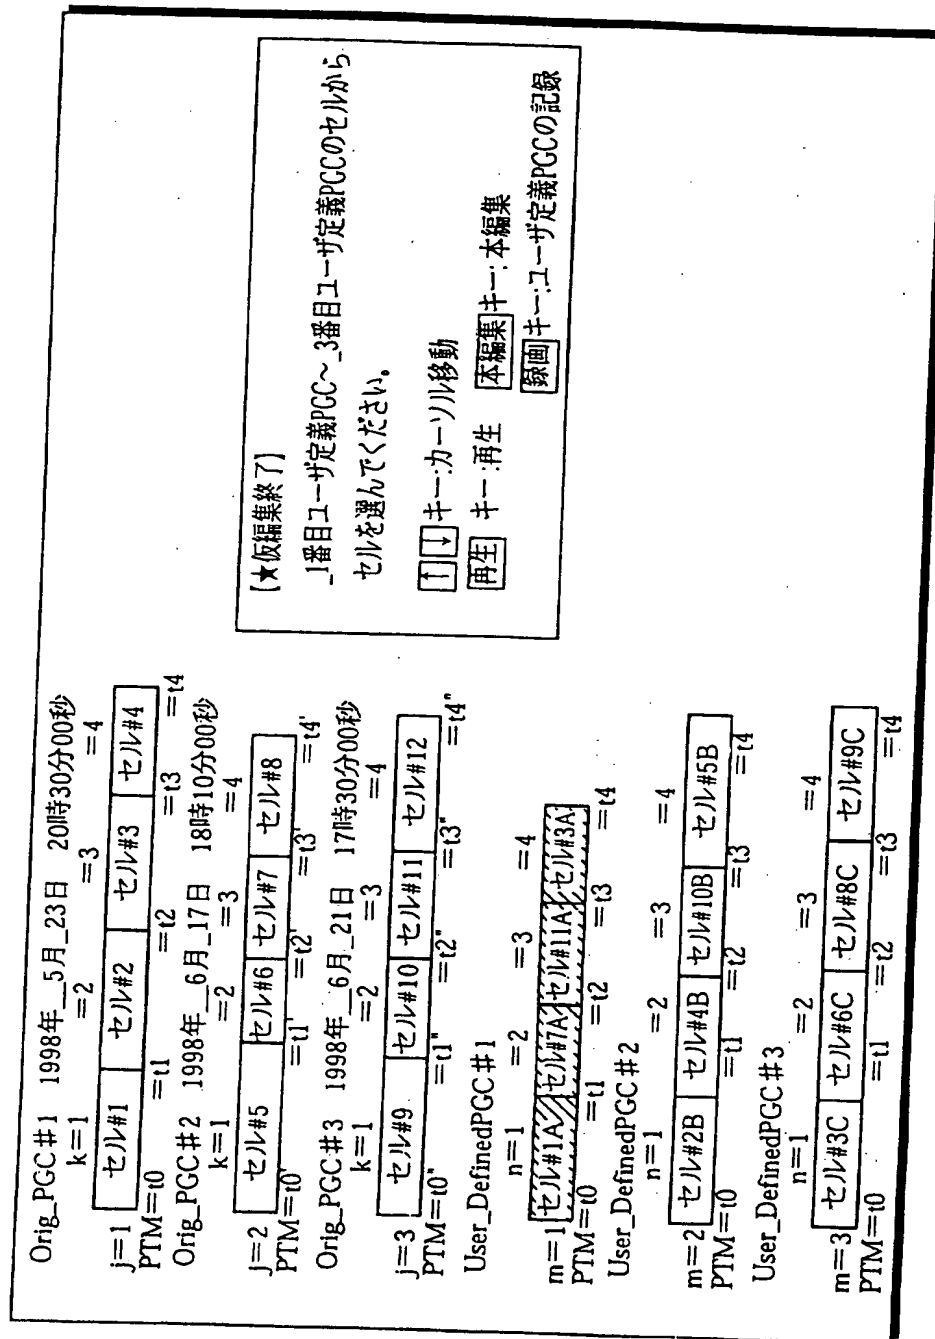 Orig_PGC#1 1998年__5月_23日 20時30分00秒
k=1 =2 =3 =4
j=1 セル#1 セル#2 セル#3 セル#4
PTM=t0 =t1 =t2 =t3 =t4
Orig_PGC#2 1998年__6月_17日 18時10分00秒
k=1 =2 =3 =4
j=2 セル#5 セル#6 セル#7 セル#8
PTM=t0' =t1' =t2' =t3' =t4'
Orig_PGC#3 1998年__6月_21日 17時30分00秒
k=1 =2 =3 =4
j=3 セル#9 セル#10 セル#11 セル#12
PTM=t0" =t1" =t2" =t3" =t4"
User_DefinedPGC#1
n=1 =2 =3 =4
m=1 セル#1A セル#7A セル#11A セル#3A
PTM=t0 =t1 =t2 =t3 =t4
User_DefinedPGC#2
n=1 =2 =3 =4
m=2 セル#2B セル#4B セル#10B セル#5B
PTM=t0 =t1 =t2 =t3 =t4
User_DefinedPGC#3
n=1 =2 =3 =4
m=3 セル#3C セル#6C セル#8C セル#9C
PTM=t0 =t1 =t2 =t3 =t4
【★仮編集終了】
_1番目ユーザ定義PGC～_3番目ユーザ定義PGCのセルから
セルを選んでください。
↑ ↓ キー:カーソル移動
再生 キー:再生 本編集 キー:本編集
録画 キー:ユーザ定義PGCの記録